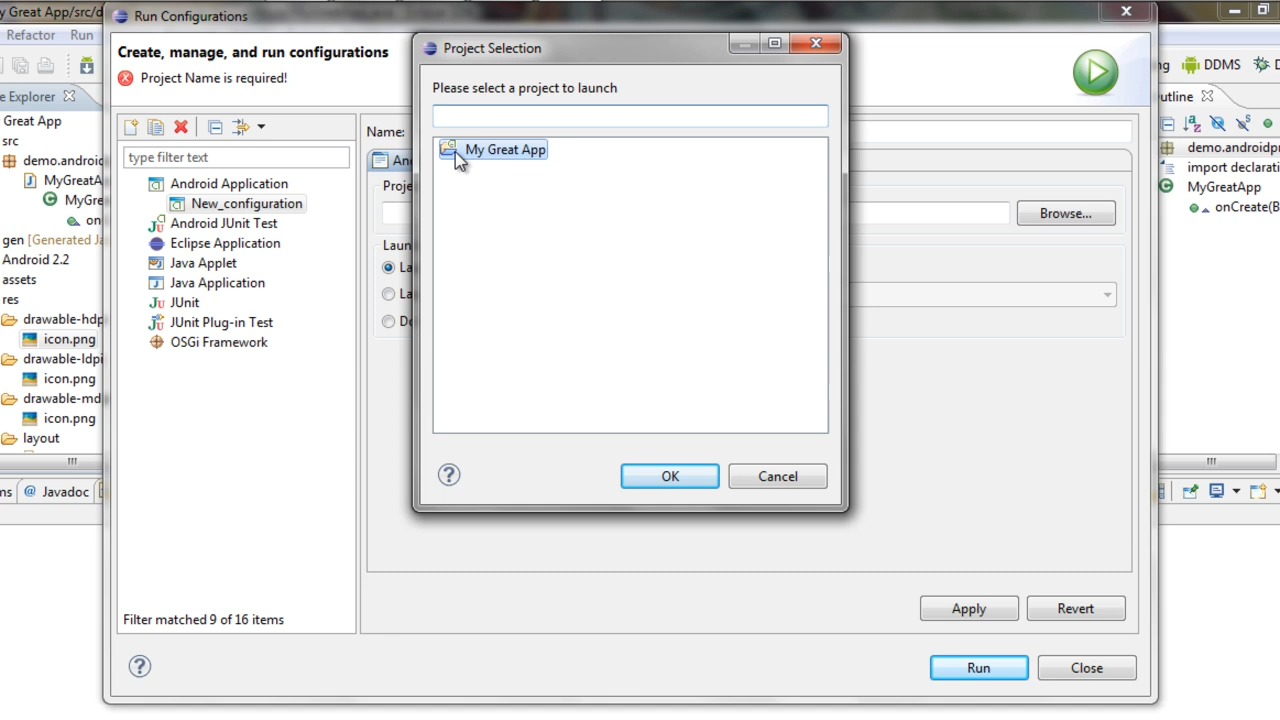 y Great App/src/d
Refactor Run
e Explorer
Great App
src
demo.android
MyGreatA
MyGre
on
gen [Generated Ja
Android 2.2
assets
res
drawable-hdp
icon.png
drawable-ldpi
icon.png
drawable-md
icon.png
layout
ms @ Javadoc
Run Configurations
Create, manage, and run configurations
Project Name is required!
type filter text
Android Application
New_configuration
Android JUnit Test
Eclipse Application
Java Applet
Java Application
JUnit
JUnit Plug-in Test
OSGi Framework
Filter matched 9 of 16 items
Name:
An
Proje
Browse...
Laun
La
La
Do
Apply
Revert
Run
Close
Project Selection
Please select a project to launch
My Great App
OK
Cancel
ng DDMS D
utline
demo.androidpr
import declarati
MyGreatApp
onCreate(B